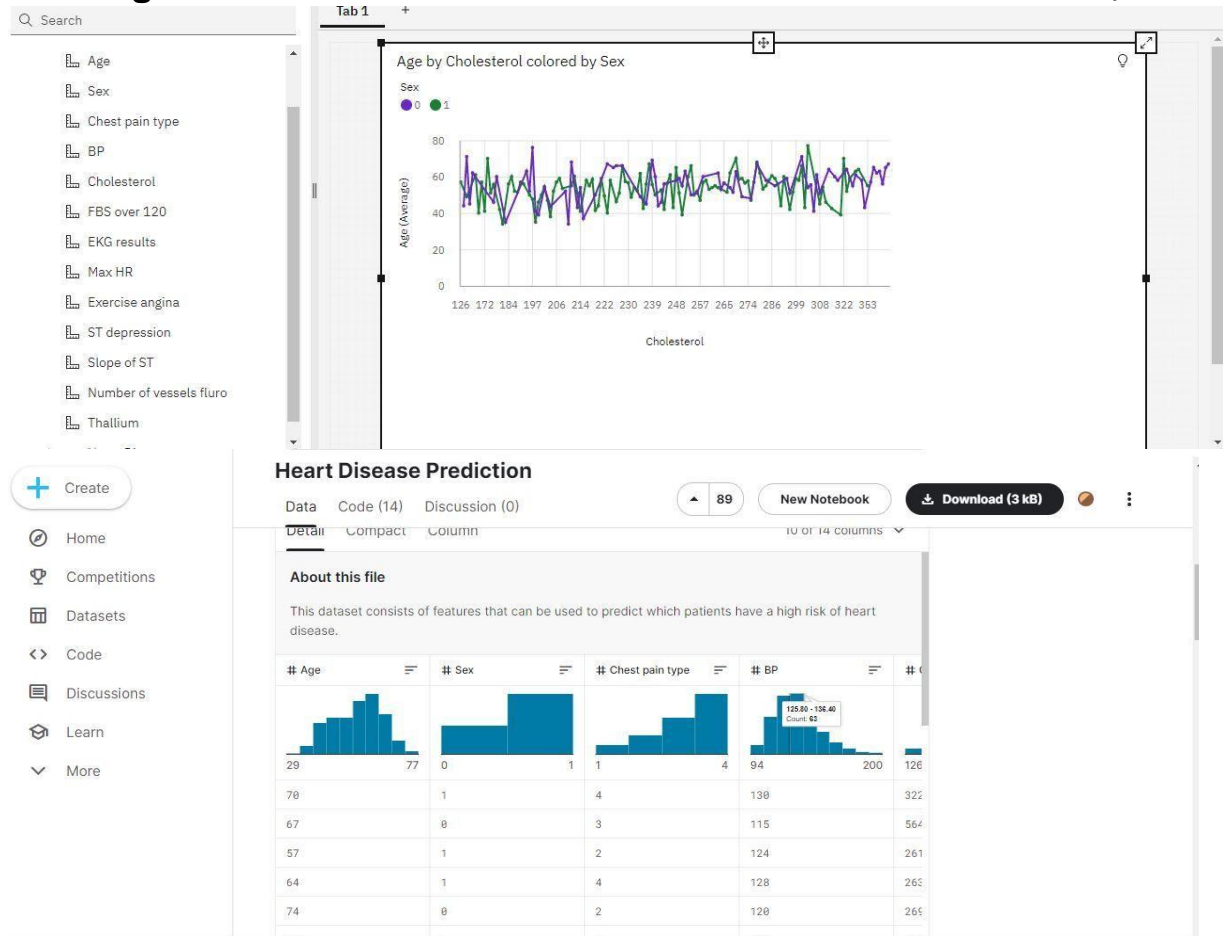 Search
Tab 1 +
Age
Sex
Chest pain type
BP
Cholesterol
FBS over 120
EKG results
Max HR
Exercise angina
ST depression
Slope of ST
Number of vessels fluro
Thallium
Age by Cholesterol colored by Sex
Sex
0 1
80
60
40
20
0
Age (Average)
126 172 184 197 206 214 222 230 239 248 257 265 274 286 299 308 322 353
Cholesterol
Create
Home
Competitions
Datasets
Code
Discussions
Learn
More
Heart Disease Prediction
Data Code (14) Discussion (0)
89 New Notebook Download (3 kB)
Detail Compact Column 10 of 14 columns
About this file
This dataset consists of features that can be used to predict which patients have a high risk of heart
disease.
# Age # Sex # Chest pain type # BP #
125.80 - 136.40
Count: 63
29 77 0 1 1 4 94 200 126
70 1 4 130 322
67 0 3 115 564
57 1 2 124 261
64 1 4 128 263
74 0 2 120 269